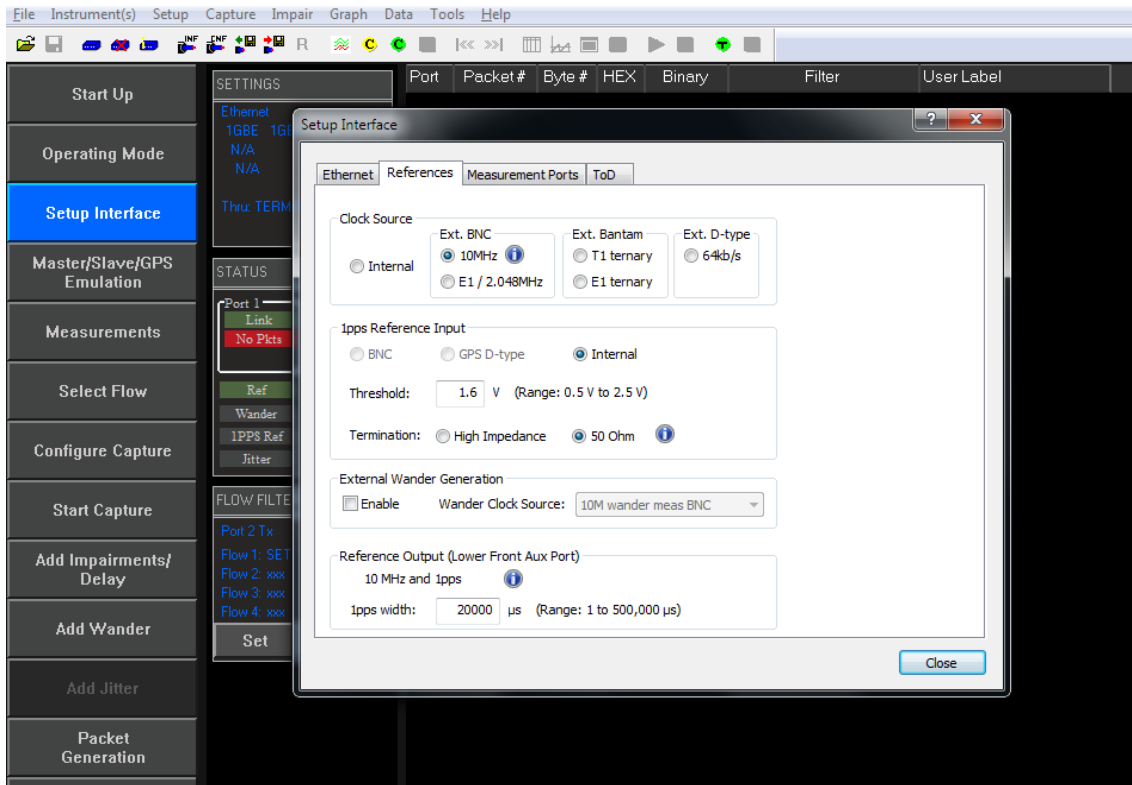 File Instrument(s) Setup Capture Impair Graph Data Tools Help
INF INF R C C T
Start Up
Operating Mode
Setup Interface
Master/Slave/GPS
Emulation
Measurements
Select Flow
Configure Capture
Start Capture
Add Impairments/
Delay
Add Wander
Add Jitter
Packet
Generation
SETTINGS
Ethernet
1GBE
N/A
N/A
Thru: TERM
STATUS
Port 1
Link
No Pkts
Ref
Wander
1PPS Ref
Jitter
FLOW FILTE
Port 2 Tx
Flow 1: SET
Flow 2: xxx
Flow 3: xxx
Flow 4: xxx
Set
Port Packet# Byte # HEX Binary Filter User Label
Setup Interface
? X
Ethernet References Measurement Ports ToD
Clock Source
Ext. BNC Ext. Bantam Ext. D-type
Internal 10MHz i T1 ternary 64kb/s
E1 / 2.048MHz E1 ternary
1pps Reference Input
BNC GPS D-type Internal
Threshold: 1.6 V (Range: 0.5 V to 2.5 V)
Termination: High Impedance 50 Ohm i
External Wander Generation
Enable Wander Clock Source: 10M wander meas BNC
Reference Output (Lower Front Aux Port)
10 MHz and 1pps i
1pps width: 20000 µs (Range: 1 to 500,000 µs)
Close